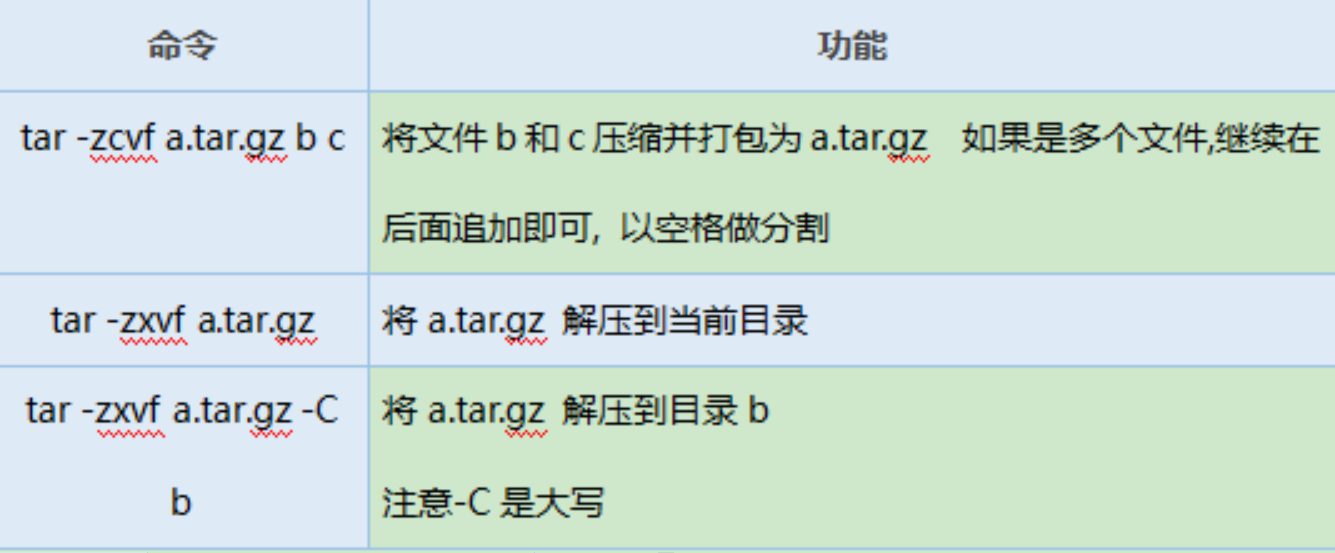 命令
功能
tar -zcvf a.tar.gz b c
将文件 b 和 c 压缩并打包为 a.tar.gz 如果是多个文件,继续在
后面追加即可, 以空格做分割
tar -zxvf a.tar.gz
将 a.tar.gz 解压到当前目录
tar -zxvf a.tar.gz -C
b
将 a.tar.gz 解压到目录 b
注意-C 是大写